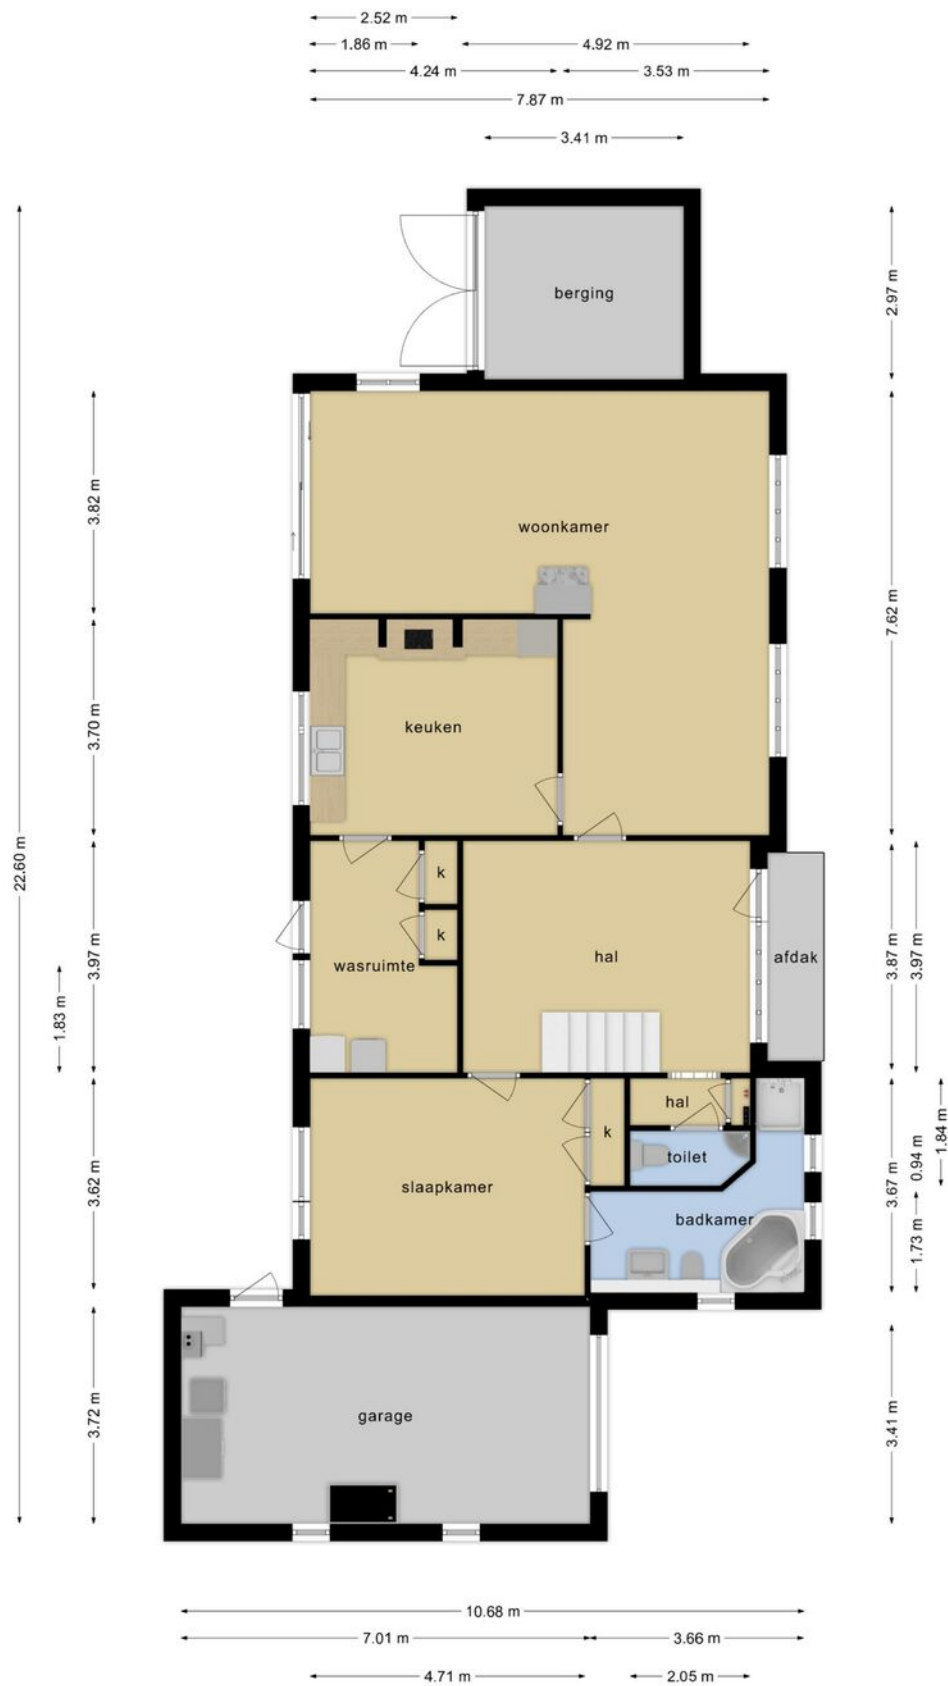 2.52 m
1.86 m
4.92 m
4.24 m
3.53 m
7.87 m
3.41 m
berging
2.97 m
woonkamer
3.82 m
7.62 m
keuken
3.70 m
22.60 m
k
k
wasruimte
hal
afdak
3.97 m
1.83 m
3.87 m
3.97 m
hal
k
toilet
slaapkamer
badkamer
3.62 m
3.67 m
0.94 m
1.84 m
1.73 m
garage
3.72 m
3.41 m
10.68 m
7.01 m
3.66 m
4.71 m
2.05 m